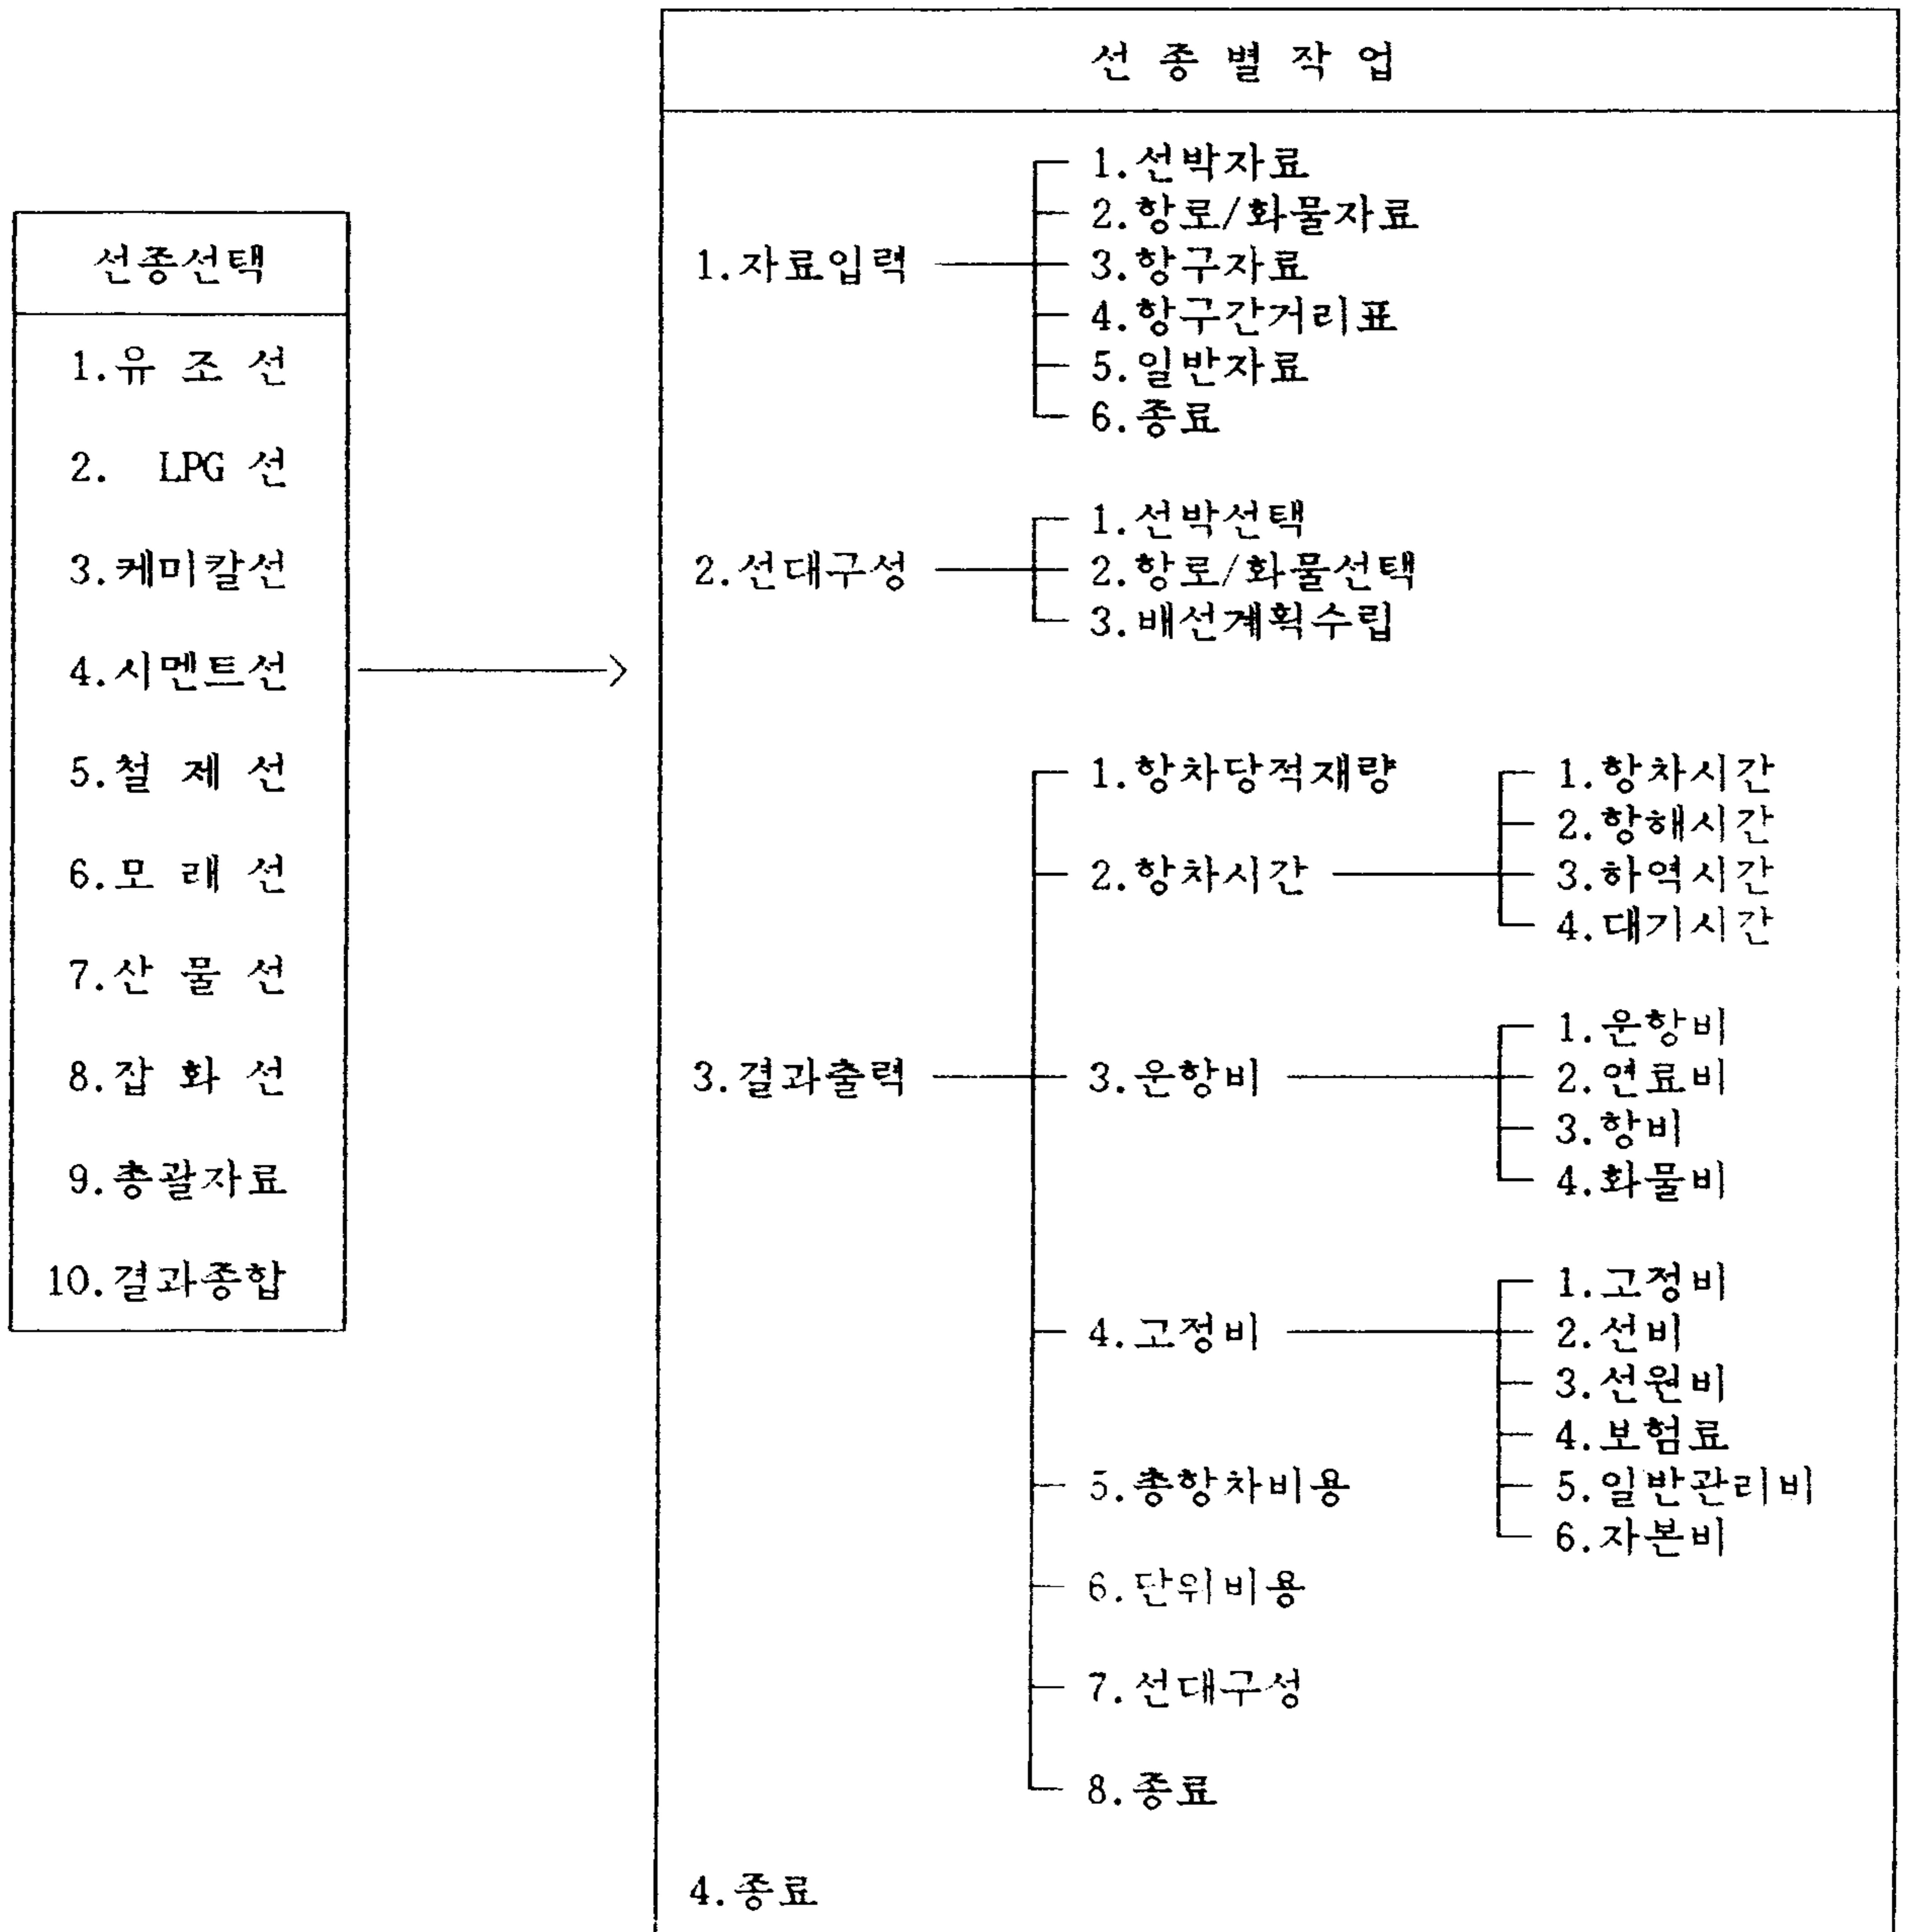 선종선택
1.유 조 선
2. LPG 선
3.케미칼선
4.시멘트선
5.철 제 선
6.모 래 선
7.산 물 선
8.잡 화 선
9.총괄자료
10.결과종합
선 종 별 작 업
1.자료입력
1.선박자료
2.항로/화물자료
3.항구자료
4.항구간거리표
5.일반자료
6.종료
2.선대구성
1.선박선택
2.항로/화물선택
3.배선계획수립
3.결과출력
1.항차당적재량
2.항차시간
1.항차시간
2.항해시간
3.하역시간
4.대기시간
3.운항비
1.운항비
2.연료비
3.항비
4.화물비
4.고정비
1.고정비
2.선비
3.선원비
4.보험료
5.일반관리비
6.자본비
5.총항차비용
6.단위비용
7.선대구성
8.종료
4.종료